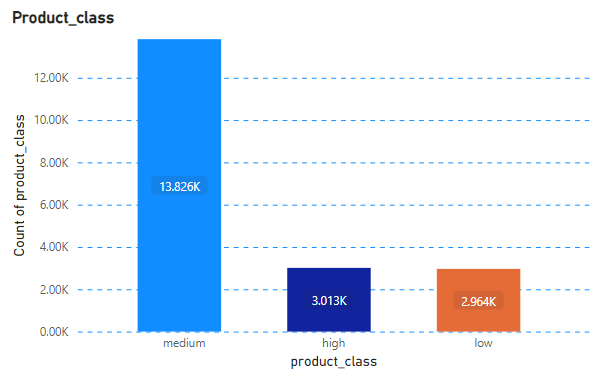 Product_class
Count of product_class
12.00K
10.00K
8.00K
6.00K
4.00K
2.00K
0.00K
13.826K
3.013K
2.964K
medium
high
low
product_class